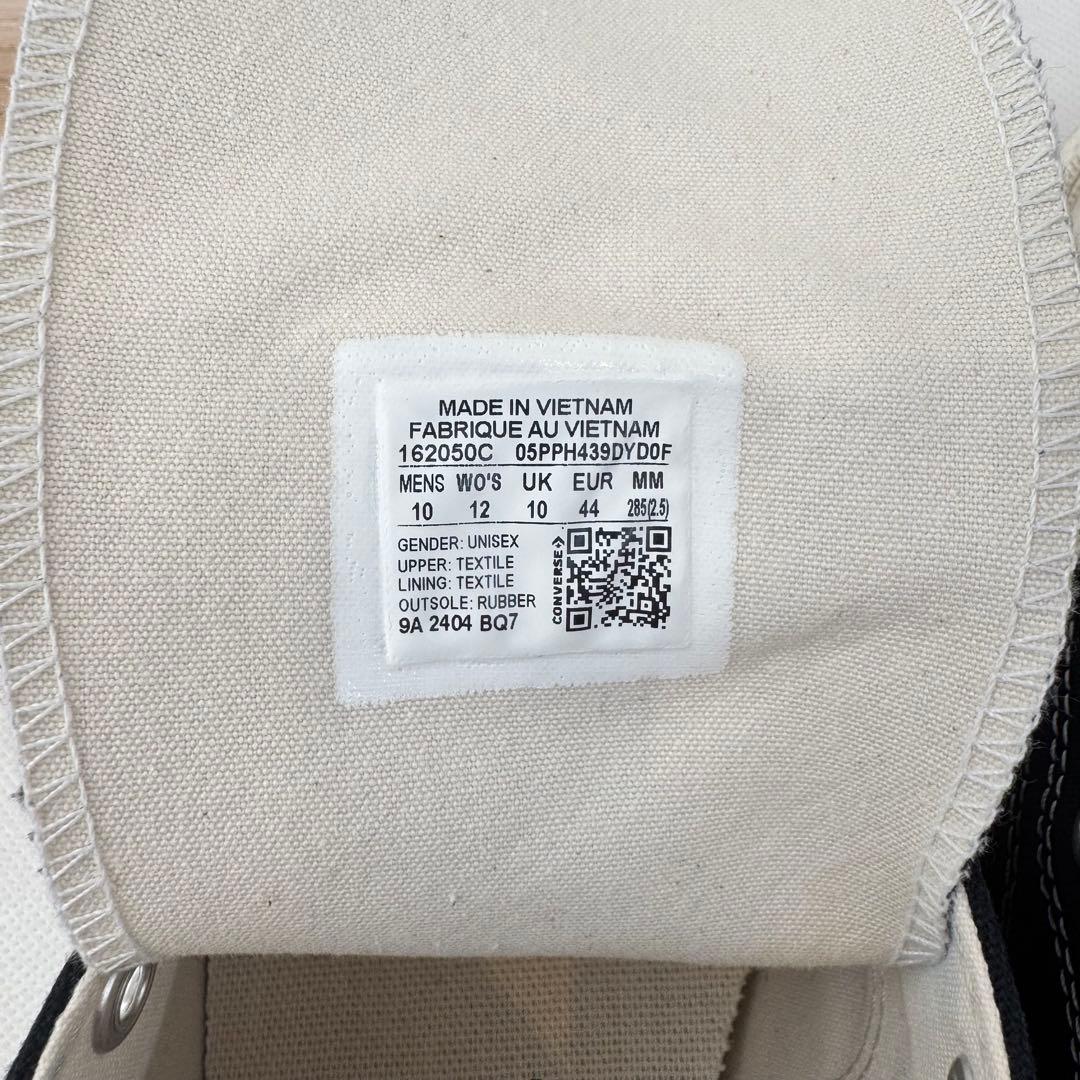 MADE IN VIETNAM
FABRIQUE AU VIETNAM
162050C 05PPH439DYD0F
MENS WO'S UK EUR MM
10 12 10 44 285(2.5)
GENDER: UNISEX
UPPER: TEXTILE
LINING: TEXTILE
OUTSOLE: RUBBER
9A 2404 BQ7
CONVERSE